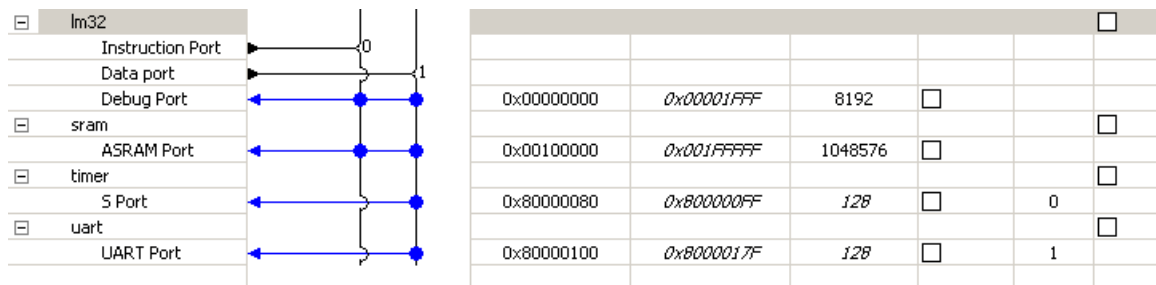 lm32
Instruction Port 0
Data port 1
Debug Port 0x00000000 0x00001FFF 8192
sram
ASRAM Port 0x00100000 0x001FFFFF 1048576
timer
S Port 0x80000080 0x800000FF 128 0
uart
UART Port 0x80000100 0x8000017F 128 1